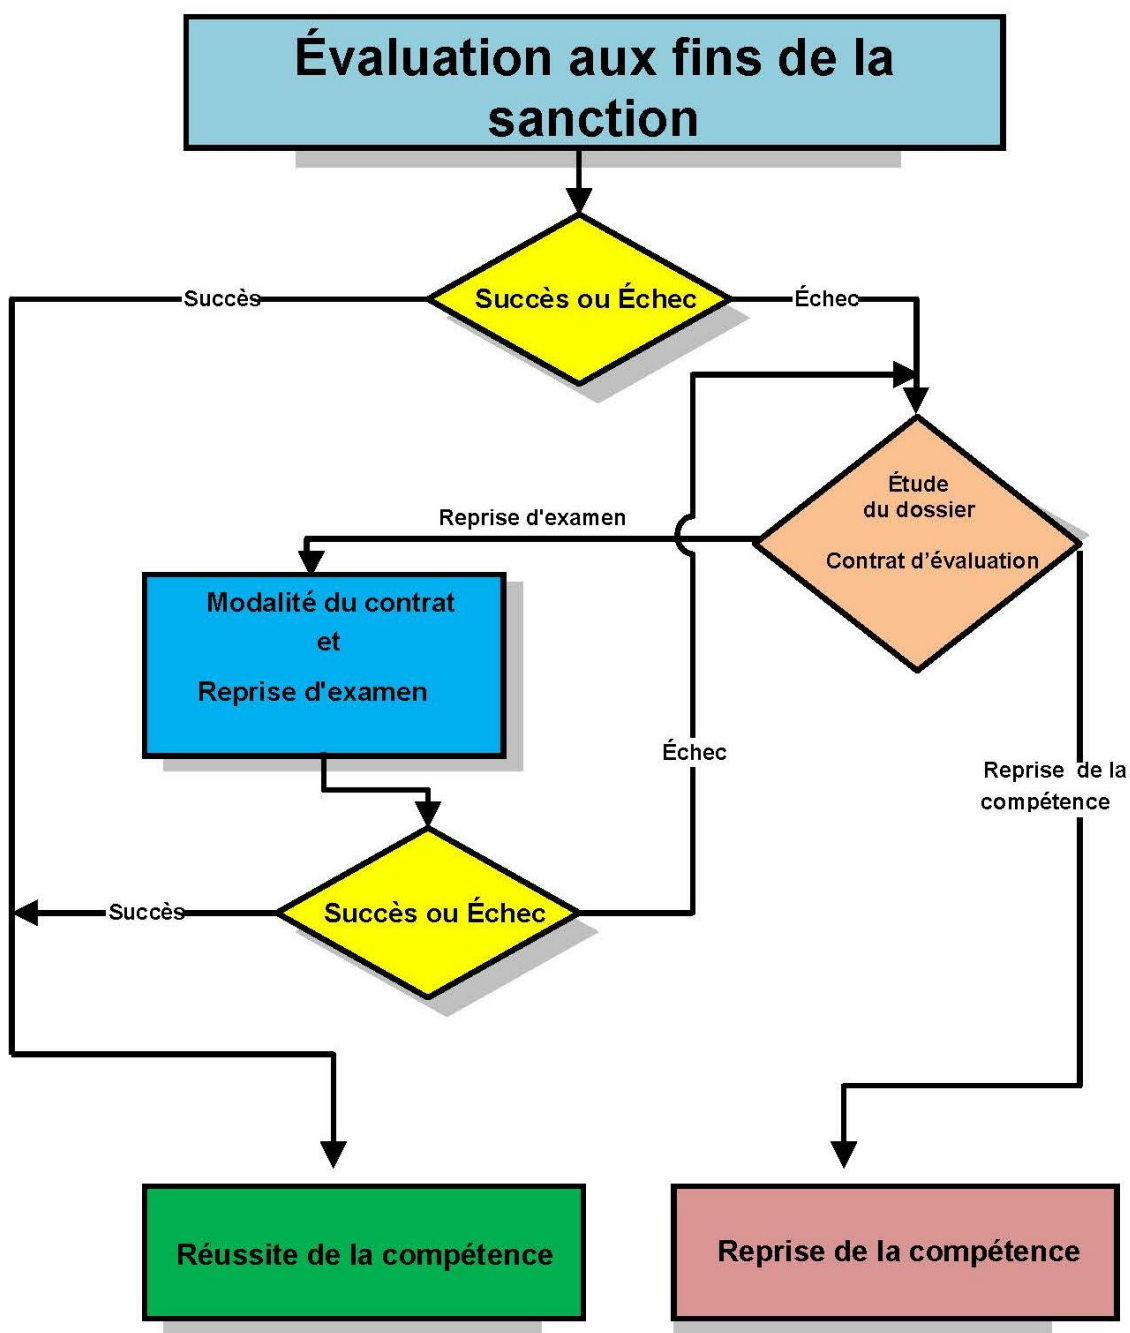 Évaluation aux fins de la
sanction
Succès
Succès ou Échec
Échec
Étude
du dossier
Contrat d’évaluation
Reprise d'examen
Modalité du contrat
et
Reprise d'examen
Échec
Reprise de la
compétence
Succès
Succès ou Échec
Réussite de la compétence
Reprise de la compétence